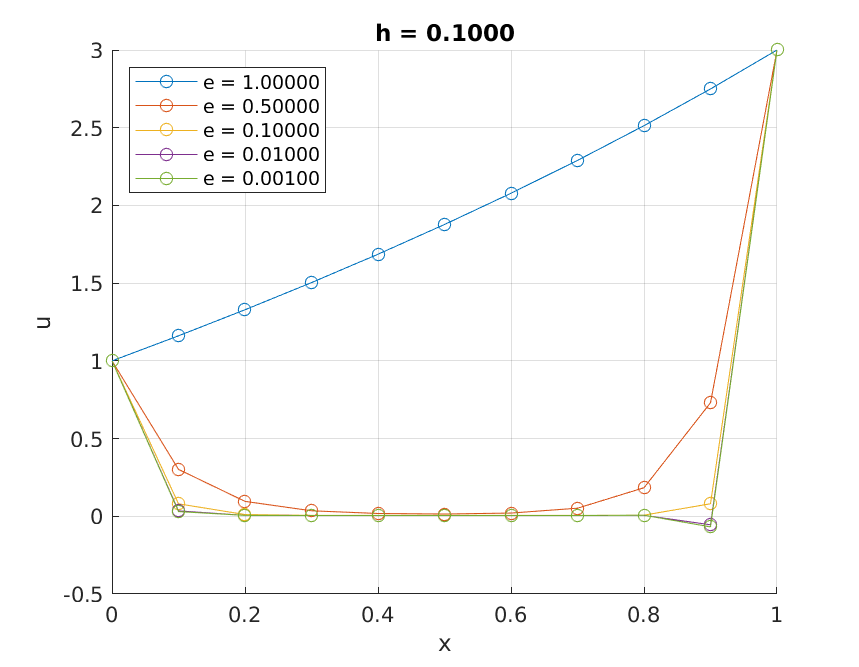 h = 0.1000
3
2.5
2
1.5
1
0.5
0
-0.5
u
e = 1.00000
e = 0.50000
e = 0.10000
e = 0.01000
e = 0.00100
0 0.2 0.4 0.6 0.8 1
x